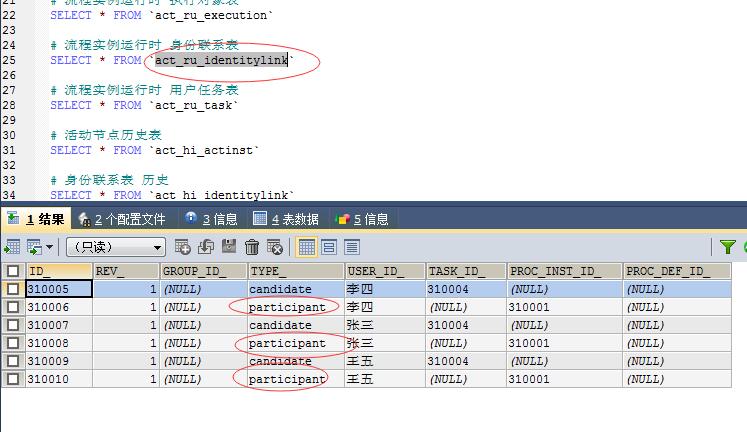 21 # 流程实例运行时 执行对象表
22 SELECT * FROM `act_ru_execution`
23
24 # 流程实例运行时 身份联系表
25 SELECT * FROM `act_ru_identitylink`
26
27 # 流程实例运行时 用户任务表
28 SELECT * FROM `act_ru_task`
29
30 # 活动节点历史表
31 SELECT * FROM `act_hi_actinst`
32
33 # 身份联系表 历史
34 SELECT * FROM `act_hi_identitylink`
1 结果 2 个配置文件 3 信息 4 表数据 5 信息
（只读）
ID_ REV_ GROUP_ID_ TYPE_ USER_ID_ TASK_ID_ PROC_INST_ID_ PROC_DEF_ID_
310005 1 (NULL) candidate 李四 310004 (NULL) (NULL)
310006 1 (NULL) participant 李四 (NULL) 310001 (NULL)
310007 1 (NULL) candidate 张三 310004 (NULL) (NULL)
310008 1 (NULL) participant 张三 (NULL) 310001 (NULL)
310009 1 (NULL) candidate 王五 310004 (NULL) (NULL)
310010 1 (NULL) participant 王五 (NULL) 310001 (NULL)